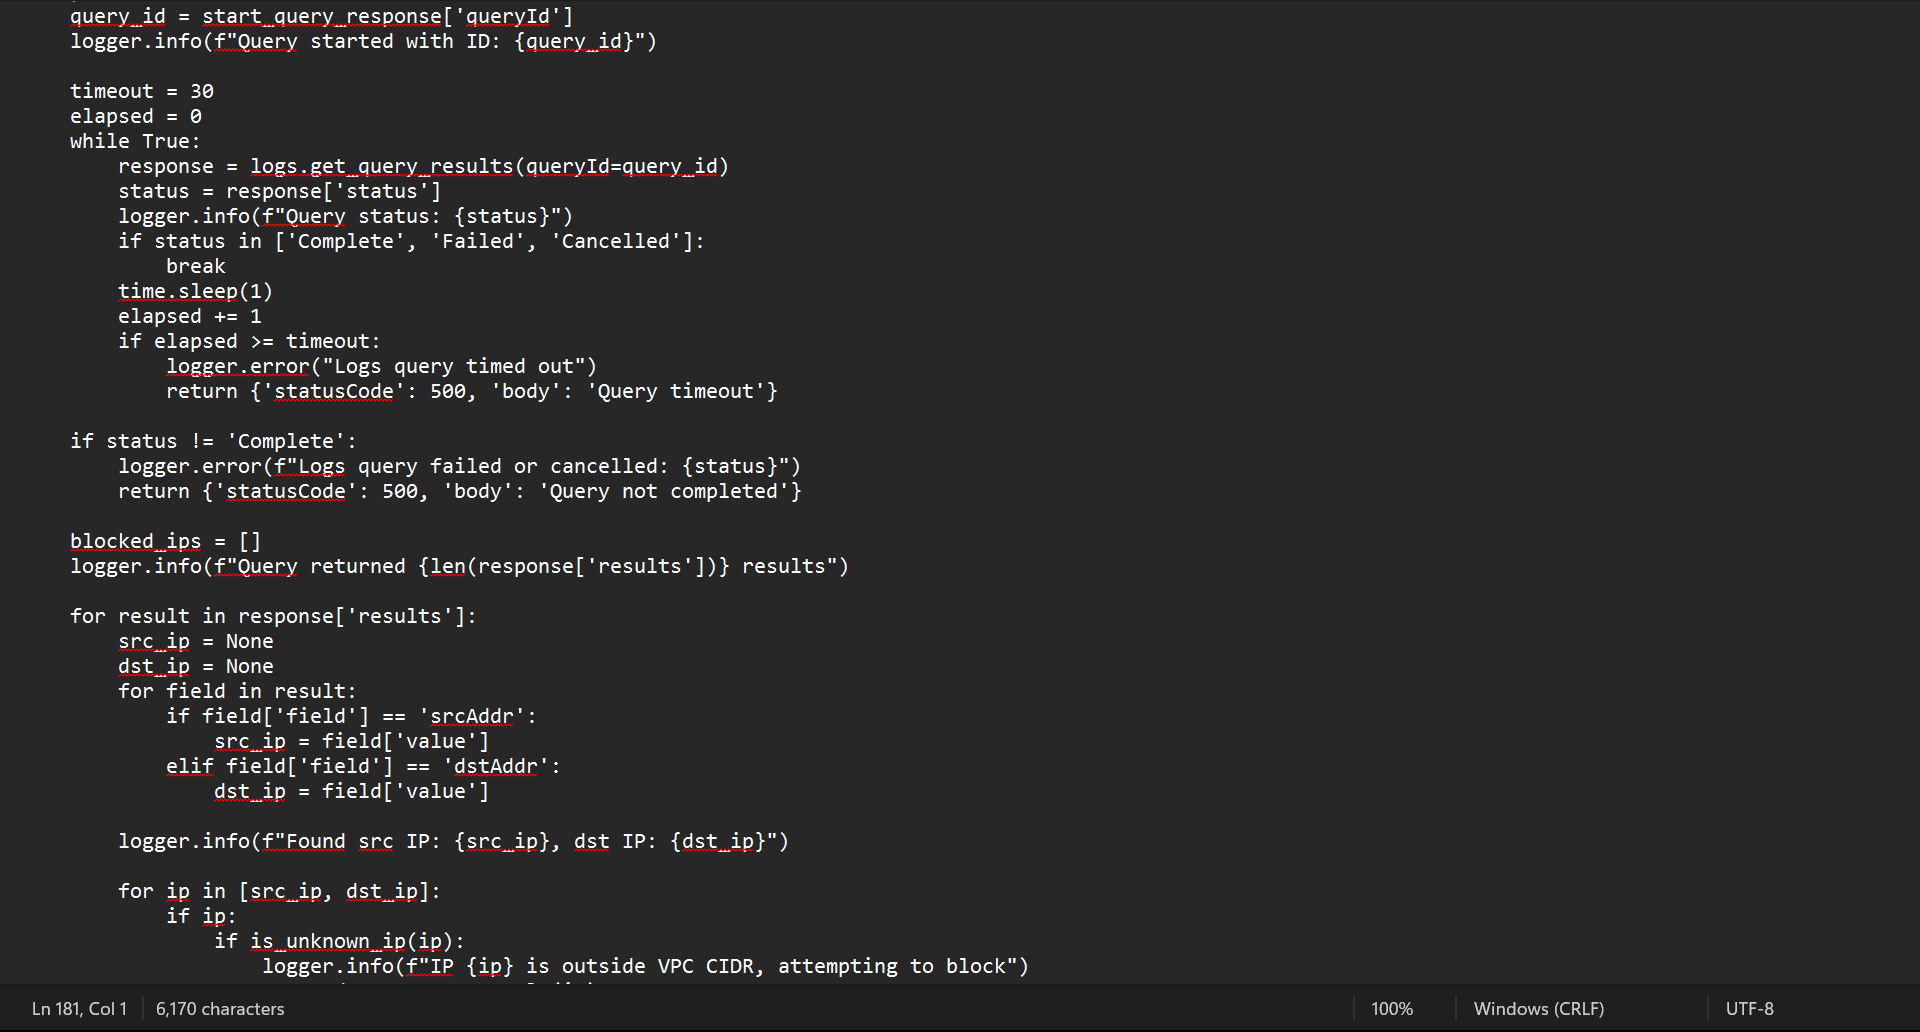 query_id = start_query_response['queryId']
logger.info(f"Query started with ID: {query_id}")
timeout = 30
elapsed = 0
while True:
    response = logs.get_query_results(queryId=query_id)
    status = response['status']
    logger.info(f"Query status: {status}")
    if status in ['Complete', 'Failed', 'Cancelled']:
        break
    time.sleep(1)
    elapsed += 1
    if elapsed >= timeout:
        logger.error("Logs query timed out")
        return {'statusCode': 500, 'body': 'Query timeout'}
if status != 'Complete':
    logger.error(f"Logs query failed or cancelled: {status}")
    return {'statusCode': 500, 'body': 'Query not completed'}
blocked_ips = []
logger.info(f"Query returned {len(response['results'])} results")
for result in response['results']:
    src_ip = None
    dst_ip = None
    for field in result:
        if field['field'] == 'srcAddr':
            src_ip = field['value']
        elif field['field'] == 'dstAddr':
            dst_ip = field['value']
    logger.info(f"Found src IP: {src_ip}, dst IP: {dst_ip}")
    for ip in [src_ip, dst_ip]:
        if ip:
            if is_unknown_ip(ip):
                logger.info(f"IP {ip} is outside VPC CIDR, attempting to block")
Ln 181, Col 1 6,170 characters 100% Windows (CRLF) UTF-8